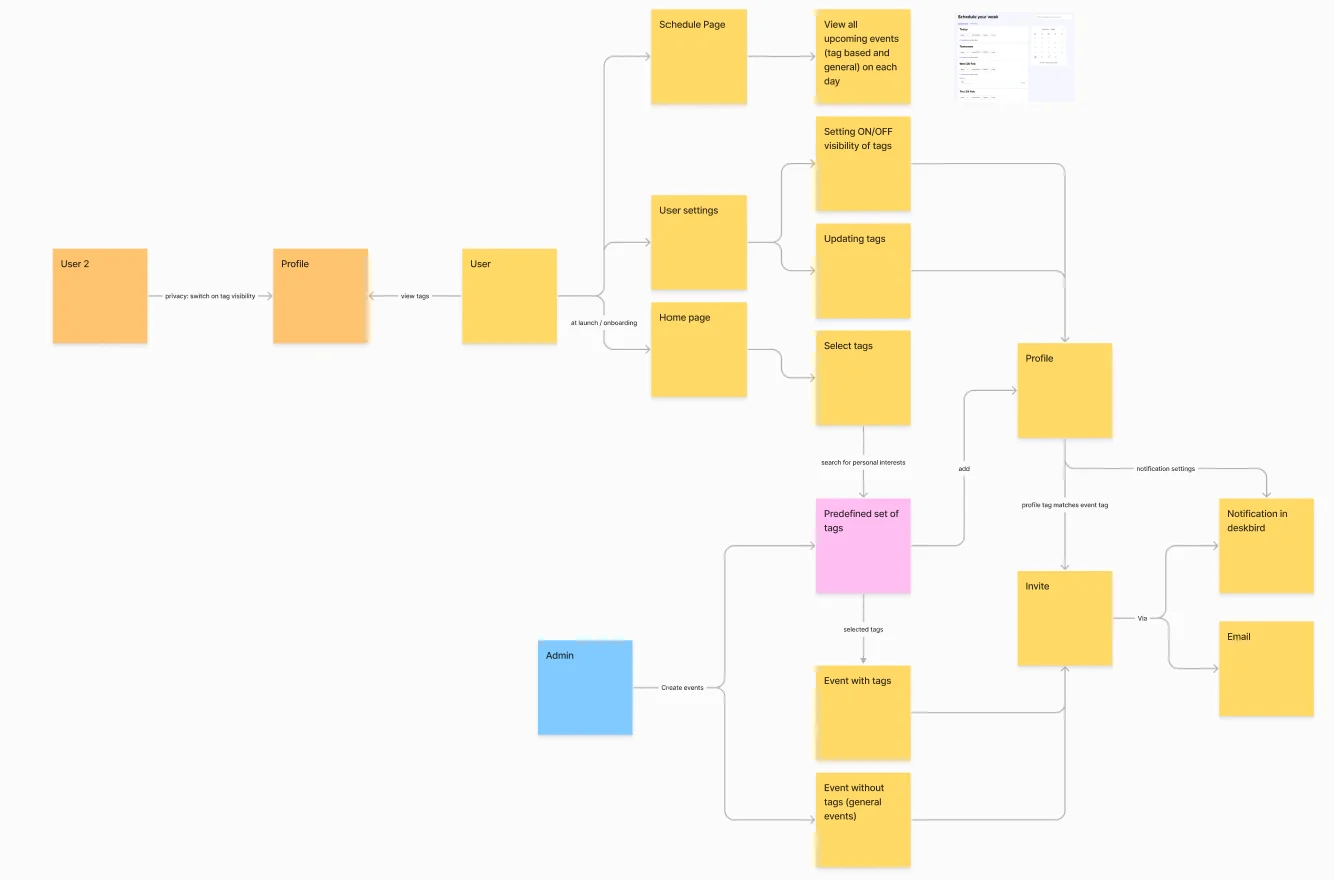 Schedule Page
View all
upcoming events
(tag based and
general) on each
day
Schedule your week
Today
Tomorrow
Setting ON/OFF
visibility of tags
User settings
Updating tags
User 2
privacy: switch on tag visibility
Profile
view tags
User
at launch / onboarding
Home page
Select tags
search for personal interests
Profile
add
notification settings
profile tag matches event tag
Predefined set of
tags
Notification in
deskbird
Invite
Via
Email
selected tags
Admin
Create events
Event with tags
Event without
tags (general
events)